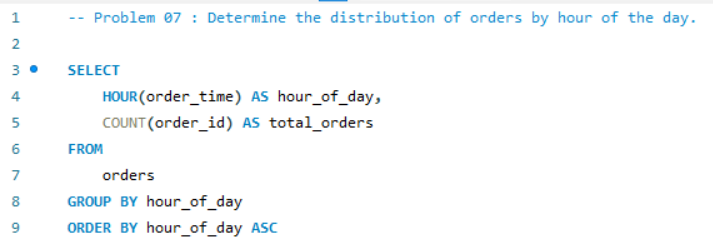 1 -- Problem 07 : Determine the distribution of orders by hour of the day.
2
3 SELECT
4 HOUR(order_time) AS hour_of_day,
5 COUNT(order_id) AS total_orders
6 FROM
7 orders
8 GROUP BY hour_of_day
9 ORDER BY hour_of_day ASC